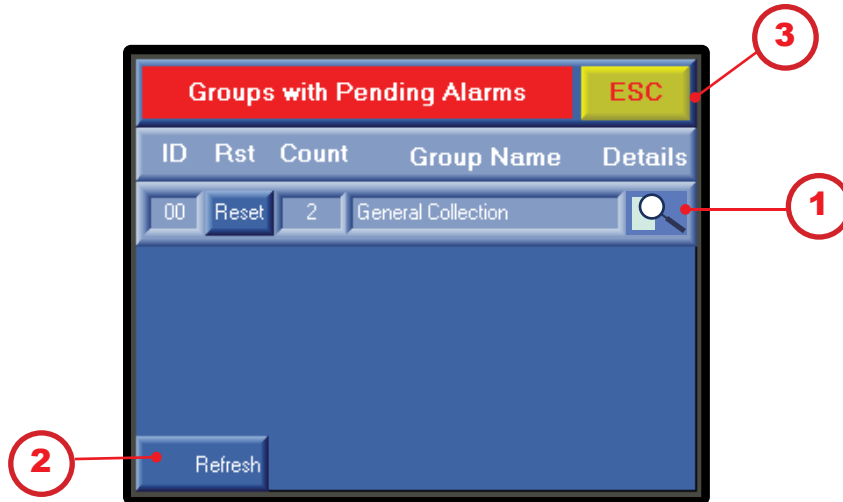 3
Groups with Pending Alarms ESC
ID Rst Count Group Name Details
00 Reset 2 General Collection
1
2
Refresh